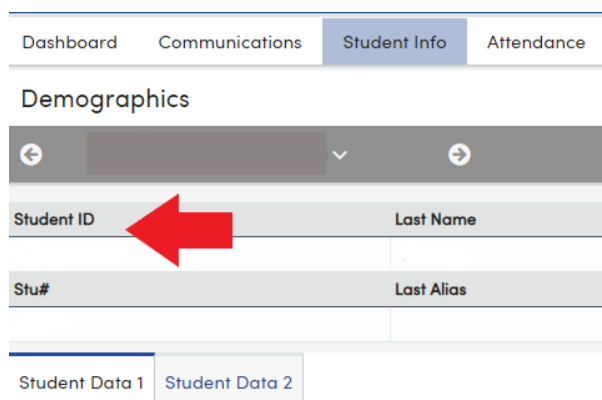 Dashboard Communications Student Info Attendance
Demographics
Student ID Last Name
Stu# Last Alias
Student Data 1 Student Data 2